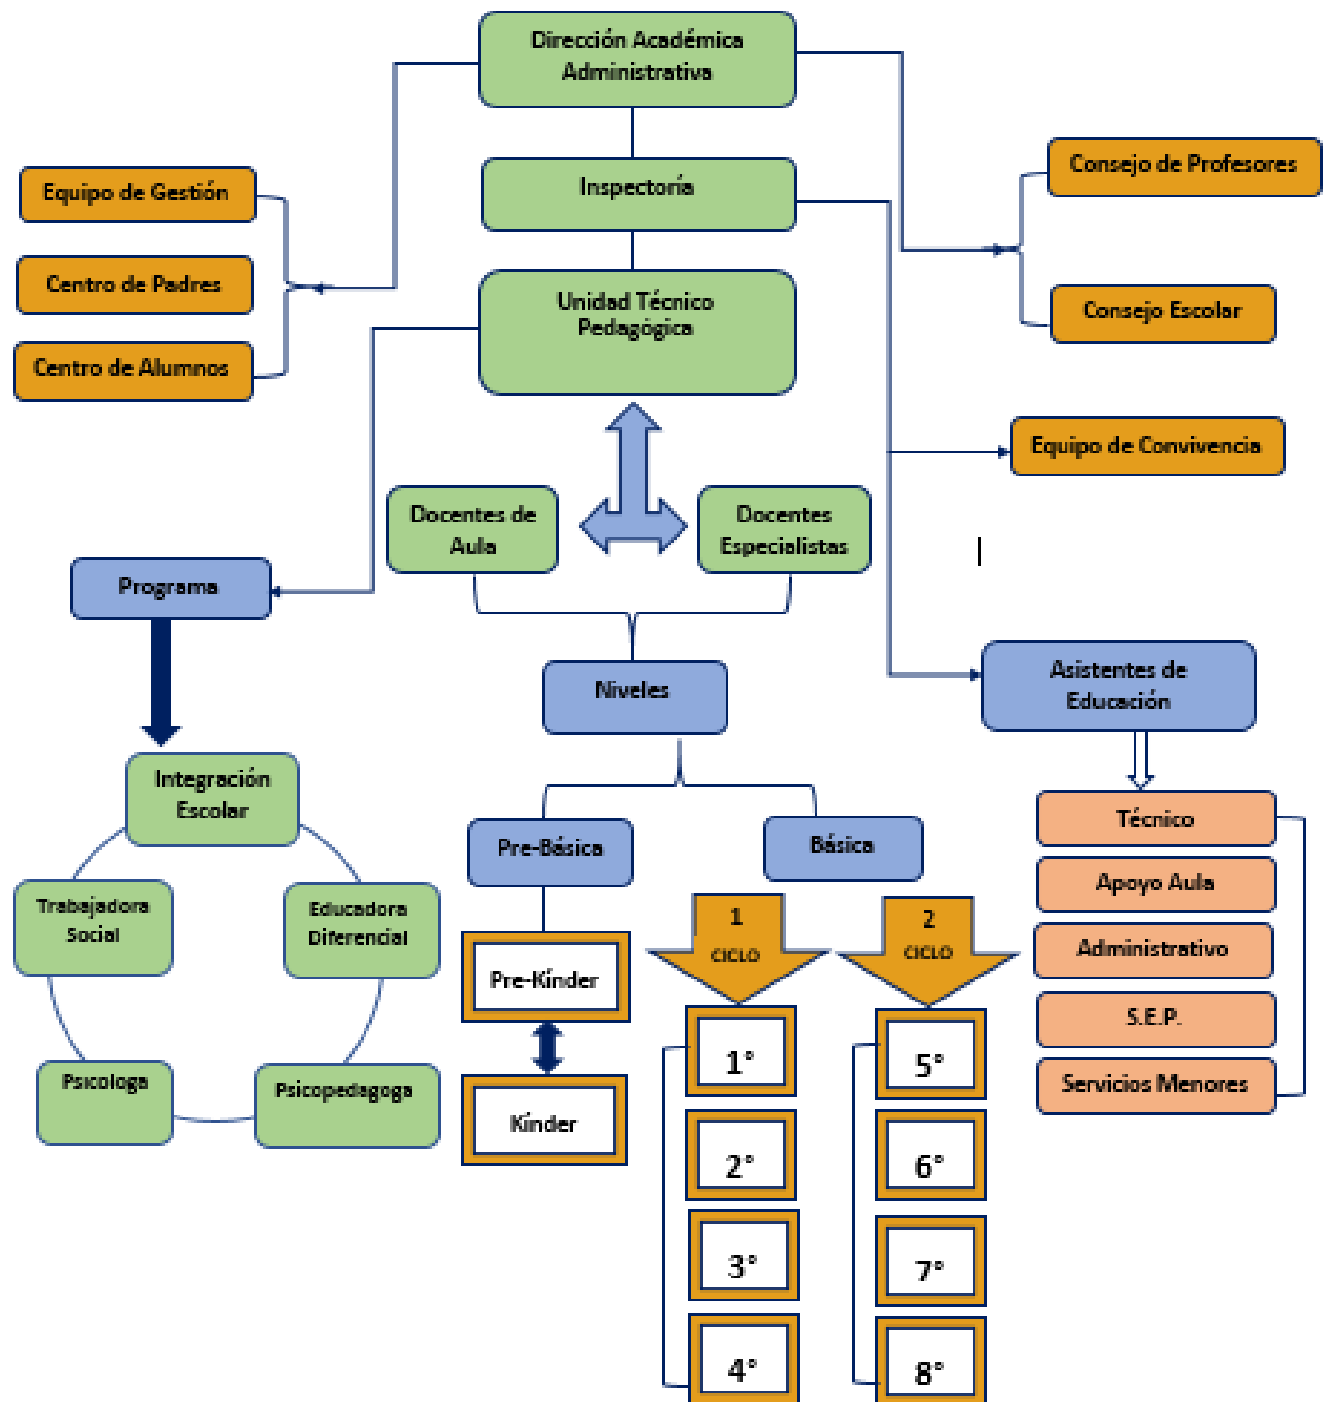 Dirección Académica
Administrativa
Inspectoría
Unidad Técnico
Pedagógica
Equipo de Gestión
Centro de Padres
Centro de Alumnos
Consejo de Profesores
Consejo Escolar
Equipo de Convivencia
Docentes de
Aula
Docentes
Especialistas
Programa
Niveles
Asistentes de
Educación
Integración
Escolar
Trabajadora
Social
Educadora
Diferencial
Psicologa
Psicopedagoga
Pre-Básica
Básica
Pre-Kínder
Kínder
1
CICLO
2
CICLO
1°
2°
3°
4°
5°
6°
7°
8°
Técnico
Apoyo Aula
Administrativo
S.E.P.
Servicios Menores